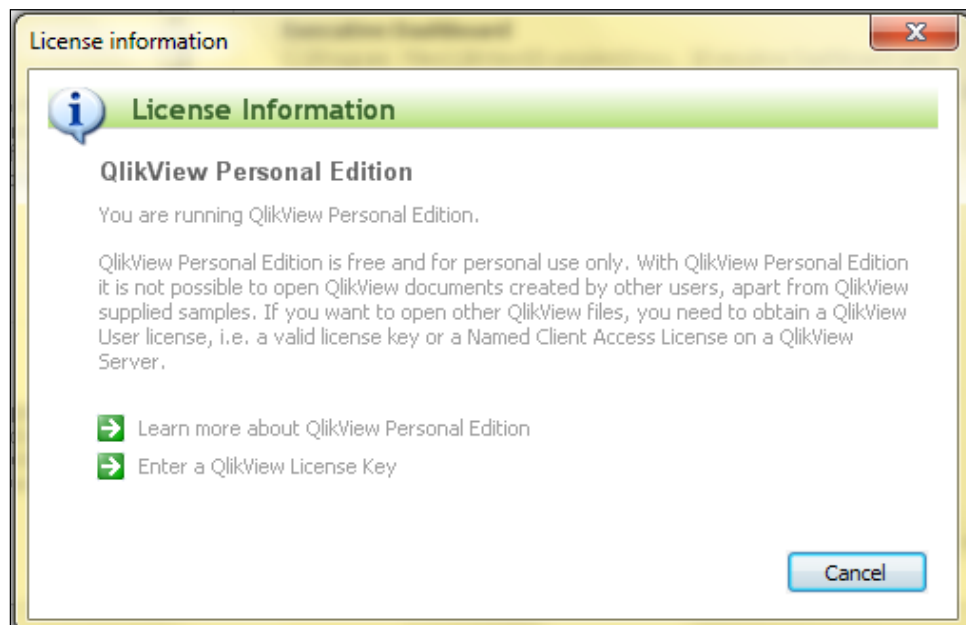 License information
License Information
QlikView Personal Edition
You are running QlikView Personal Edition.
QlikView Personal Edition is free and for personal use only. With QlikView Personal Edition
it is not possible to open QlikView documents created by other users, apart from QlikView
supplied samples. If you want to open other QlikView files, you need to obtain a QlikView
User license, i.e. a valid license key or a Named Client Access License on a QlikView
Server.
Learn more about QlikView Personal Edition
Enter a QlikView License Key
Cancel